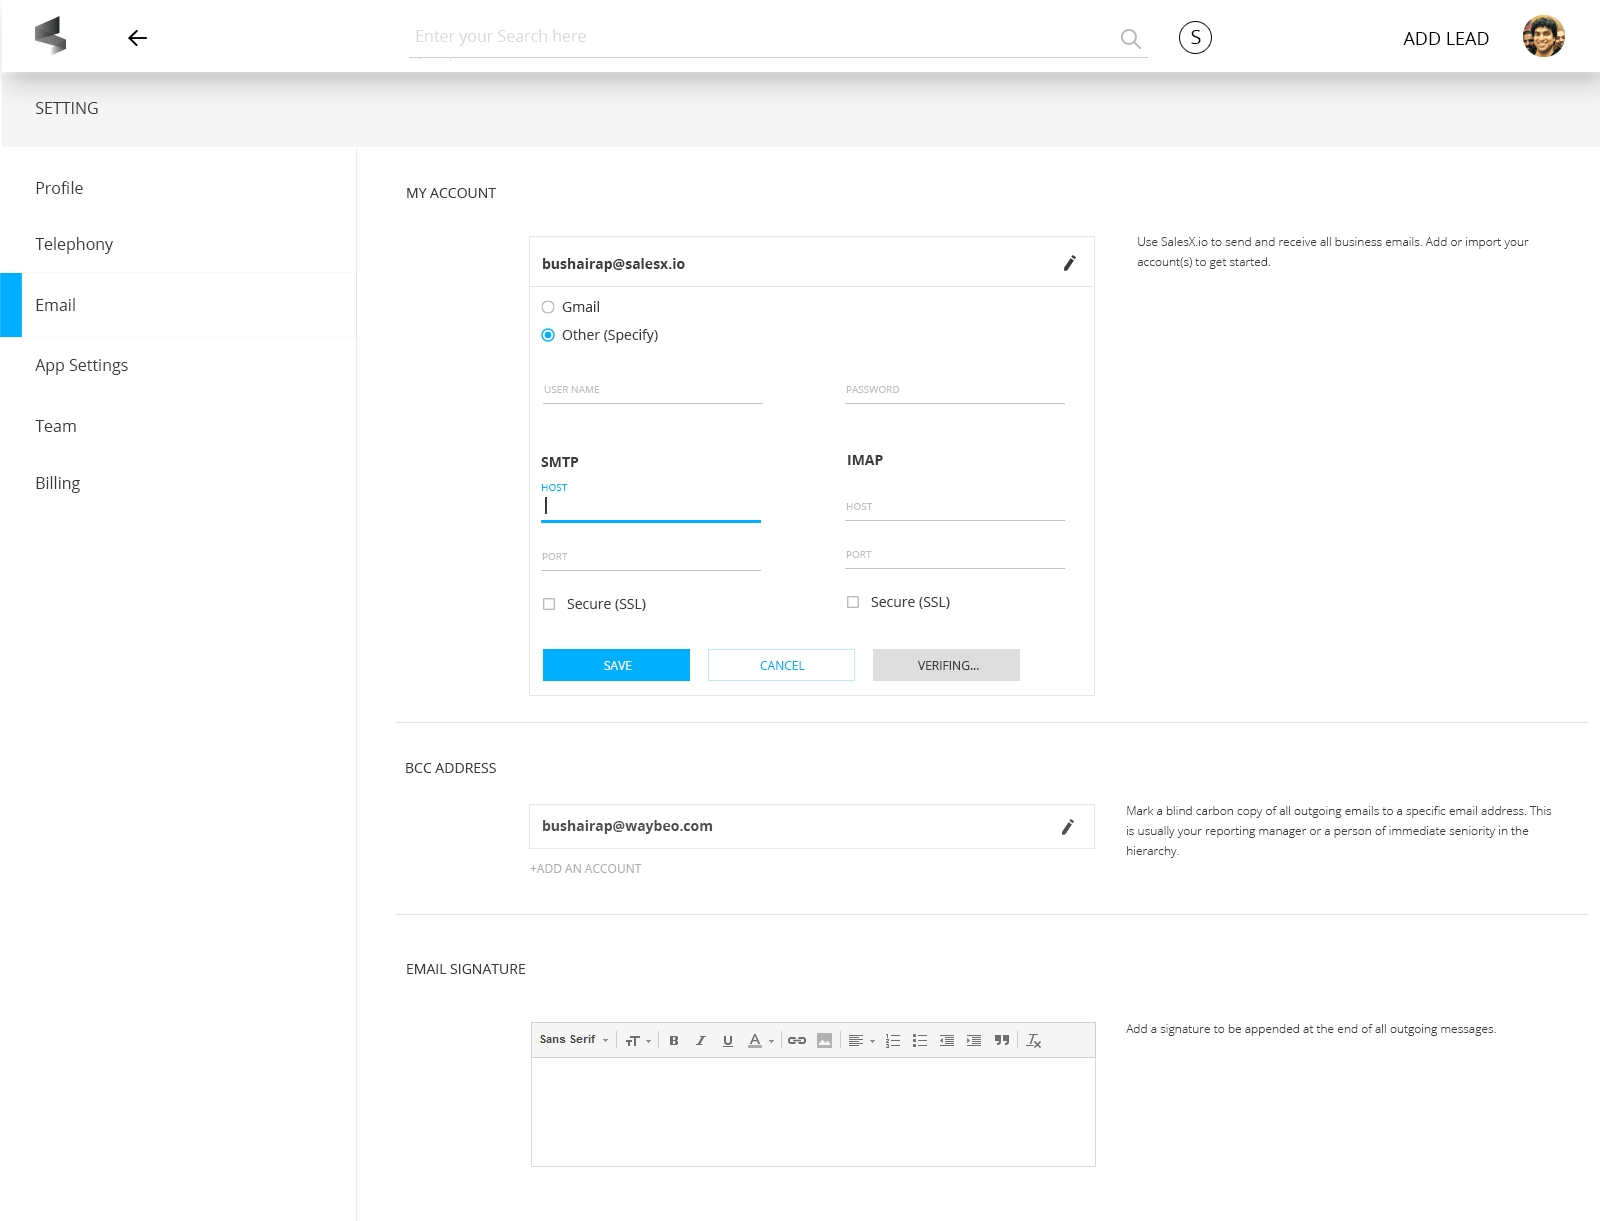 Enter your Search here
S
ADD LEAD
SETTING
Profile
Telephony
Email
App Settings
Team
Billing
MY ACCOUNT
bushairap@salesx.io
Gmail
Other (Specify)
USER NAME
PASSWORD
SMTP
IMAP
HOST
HOST
PORT
PORT
Secure (SSL)
Secure (SSL)
SAVE
CANCEL
VERIFING...
Use SalesX.io to send and receive all business emails. Add or import your
account(s) to get started.
BCC ADDRESS
bushairap@waybeo.com
+ADD AN ACCOUNT
Mark a blind carbon copy of all outgoing emails to a specific email address. This
is usually your reporting manager or a person of immediate seniority in the
hierarchy.
EMAIL SIGNATURE
Sans Serif
Add a signature to be appended at the end of all outgoing messages.